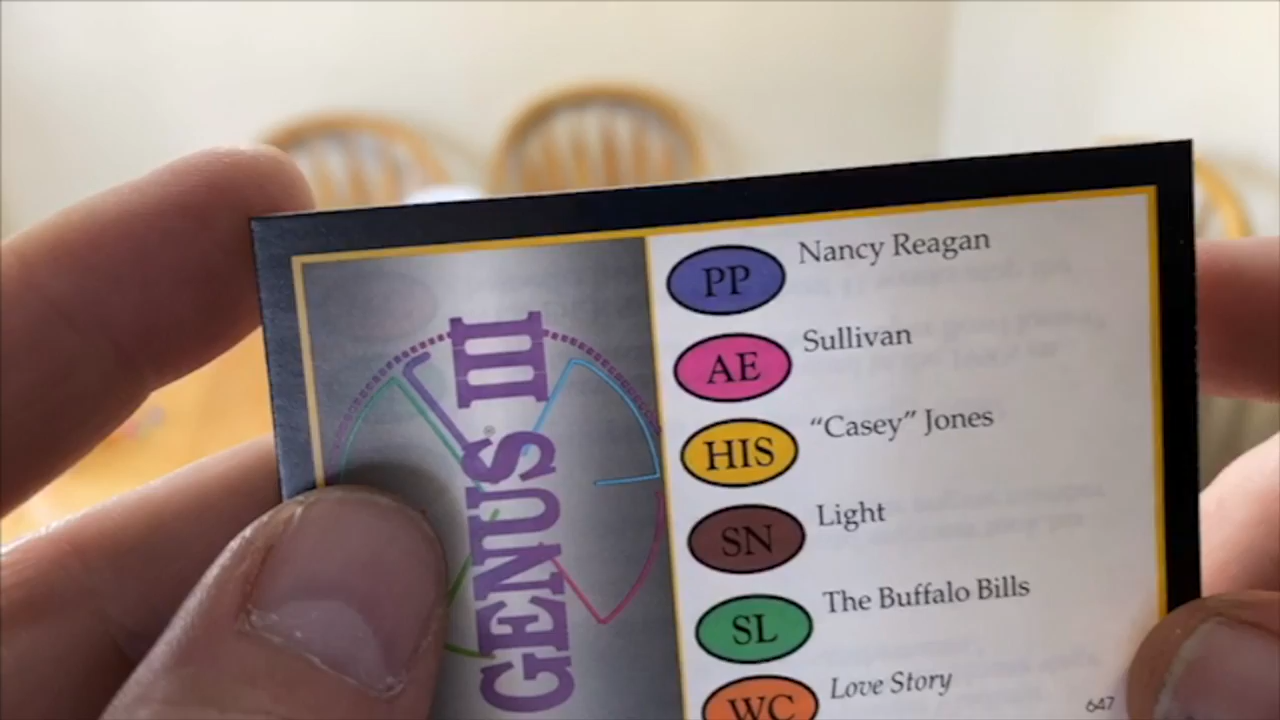 GENUS III
®
PP Nancy Reagan
AE Sullivan
HIS "Casey" Jones
SN Light
SL The Buffalo Bills
WC Love Story
647